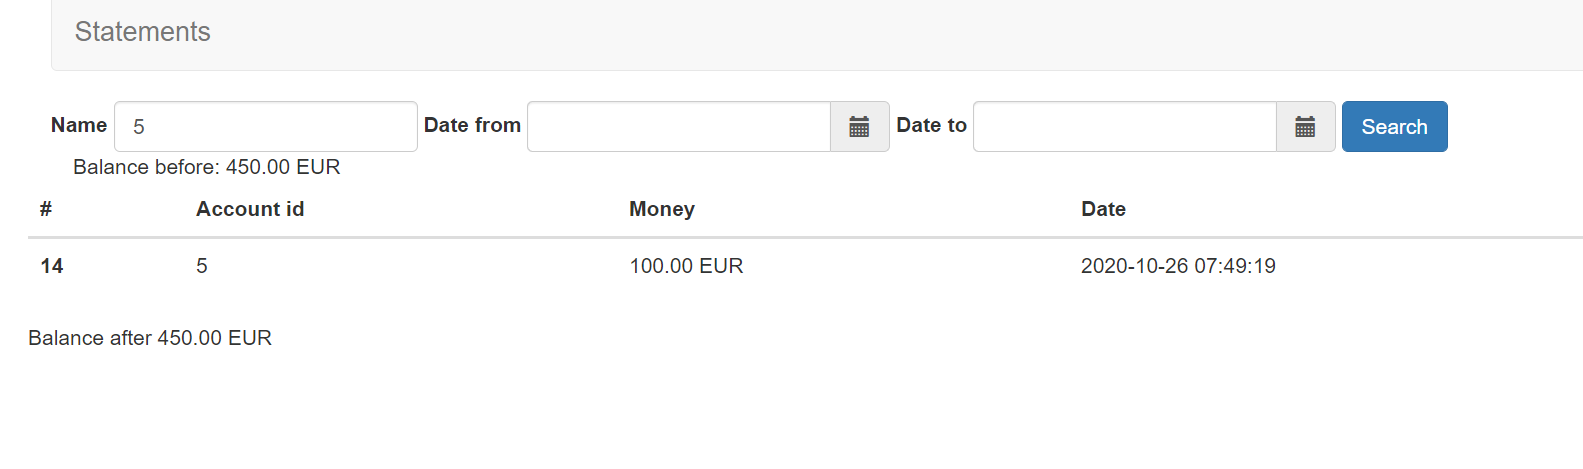 Statements
Name 5 Date from Date to Search
Balance before: 450.00 EUR
# Account id Money Date
14 5 100.00 EUR 2020-10-26 07:49:19
Balance after 450.00 EUR